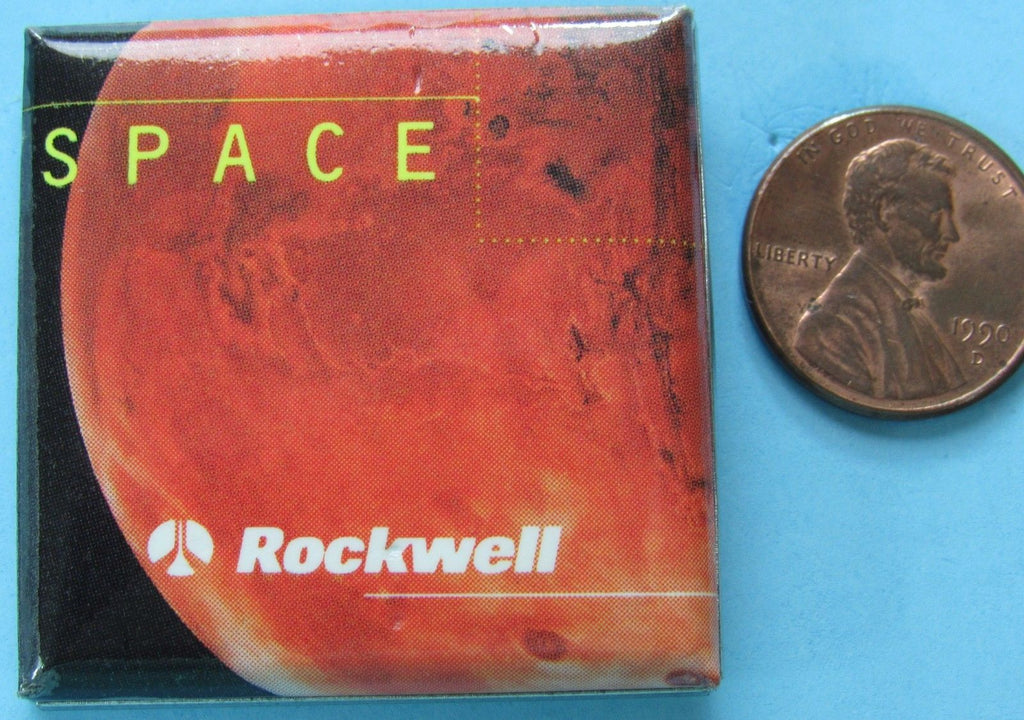 SPACE
Rockwell
IN GOD WE TRUST
LIBERTY
1990
D